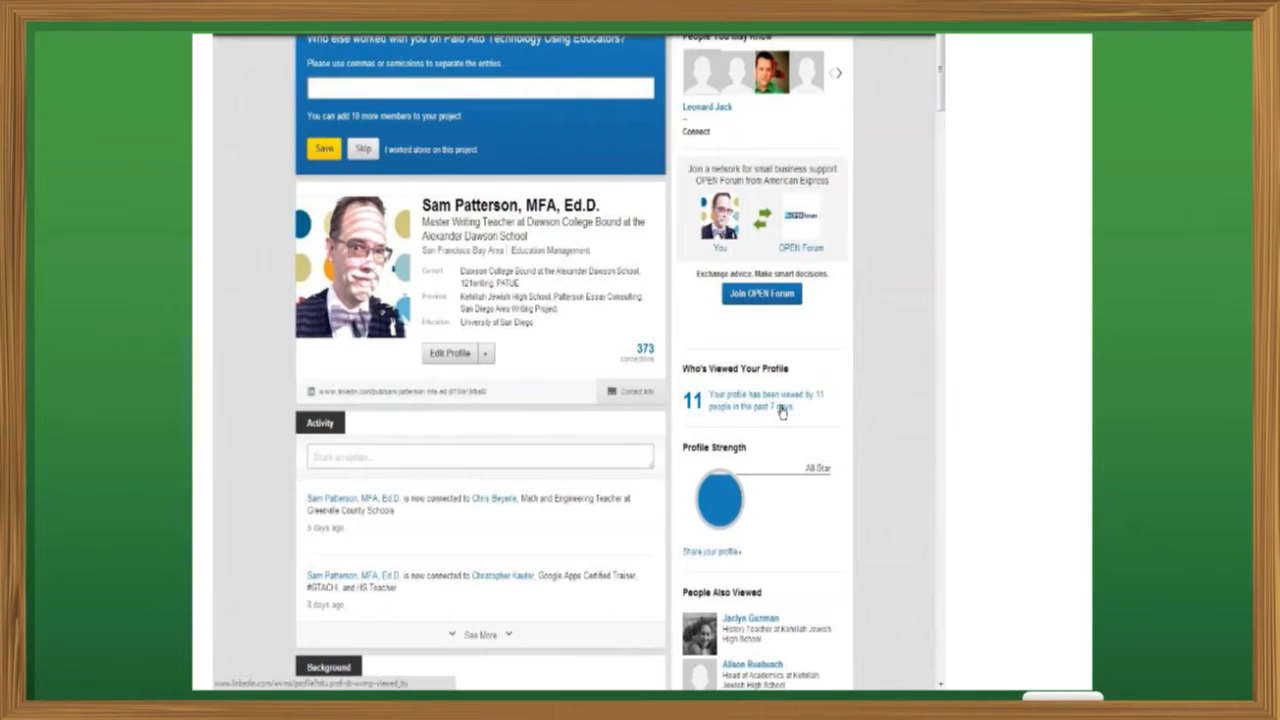 Who else worked with you on Palo Alto Technology Using Educators?
Please use commas or semicolons to separate the entries.
You can add 10 more members to your project
Save
Skip
I worked alone on this project
Sam Patterson, MFA, Ed.D.
Master Writing Teacher at Dawson College Bound at the
Alexander Dawson School
San Francisco Bay Area | Education Management
Current
Dawson College Bound at the Alexander Dawson School,
12 writing, PATUE
Previous
Kehillah Jewish High School, Patterson Essay Consulting,
San Diego Area Writing Project
Education
University of San Diego
Edit Profile
373
connections
Contact Info
Activity
Share an update...
Sam Patterson, MFA, Ed.D. is now connected to Chris Beyerle, Math and Engineering Teacher at
Greenville County Schools
5 days ago
Sam Patterson, MFA, Ed.D. is now connected to Christopher Kauter, Google Apps Certified Trainer,
#GTACHI, and HG Teacher
8 days ago
See More
Background
People You May Know
Leonard Jack
--
Connect
Join a network for small business support
OPEN Forum from American Express
You
OPEN Forum
Exchange advice. Make smart decisions.
Join OPEN Forum
Who's Viewed Your Profile
11
Your profile has been viewed by 11
people in the past 7 days
Profile Strength
All-Star
Share your profile
People Also Viewed
Jaclyn Guzman
History Teacher at Kehillah Jewish
High School
Alison Ruebusch
Head of Academics at Kehillah
Jewish High School